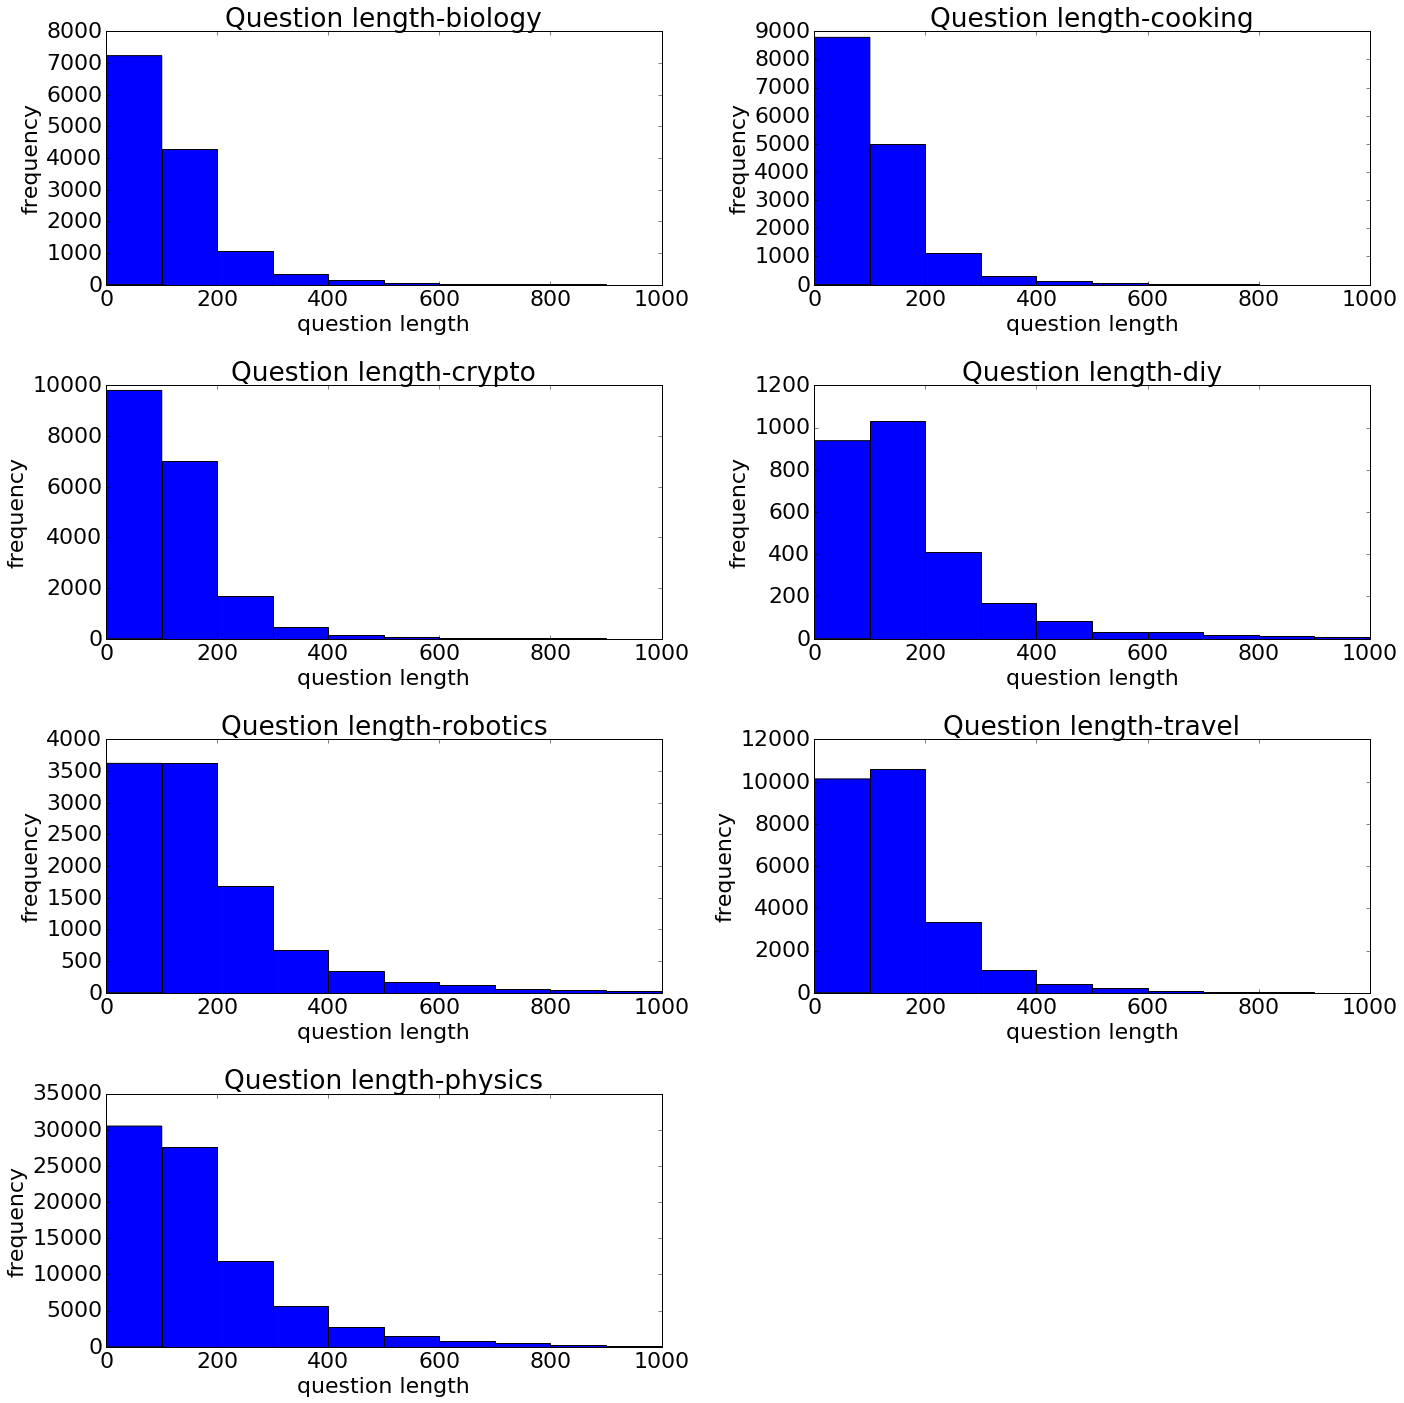 Question length-biology
8000
7000
6000
5000
4000
3000
2000
1000
0
frequency
0 200 400 600 800 1000
question length
Question length-cooking
9000
8000
7000
6000
5000
4000
3000
2000
1000
0
frequency
0 200 400 600 800 1000
question length
Question length-crypto
10000
8000
6000
4000
2000
0
frequency
0 200 400 600 800 1000
question length
Question length-diy
1200
1000
800
600
400
200
0
frequency
0 200 400 600 800 1000
question length
Question length-robotics
4000
3500
3000
2500
2000
1500
1000
500
0
frequency
0 200 400 600 800 1000
question length
Question length-travel
12000
10000
8000
6000
4000
2000
0
frequency
0 200 400 600 800 1000
question length
Question length-physics
35000
30000
25000
20000
15000
10000
5000
0
frequency
0 200 400 600 800 1000
question length